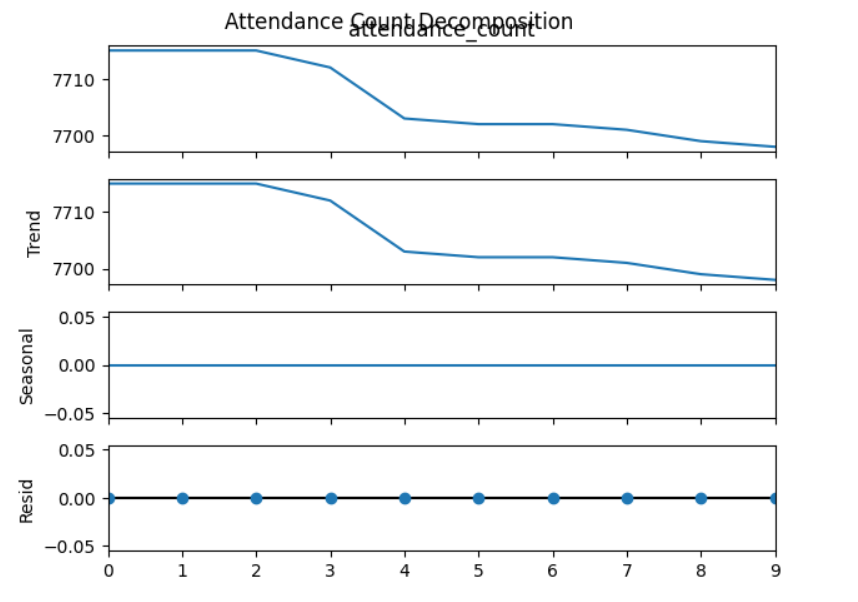 Attendance Count Decomposition
attendance_count
7710
7700
Trend
7710
7700
Seasonal
0.05
0.00
−0.05
Resid
0.05
0.00
−0.05
0 1 2 3 4 5 6 7 8 9